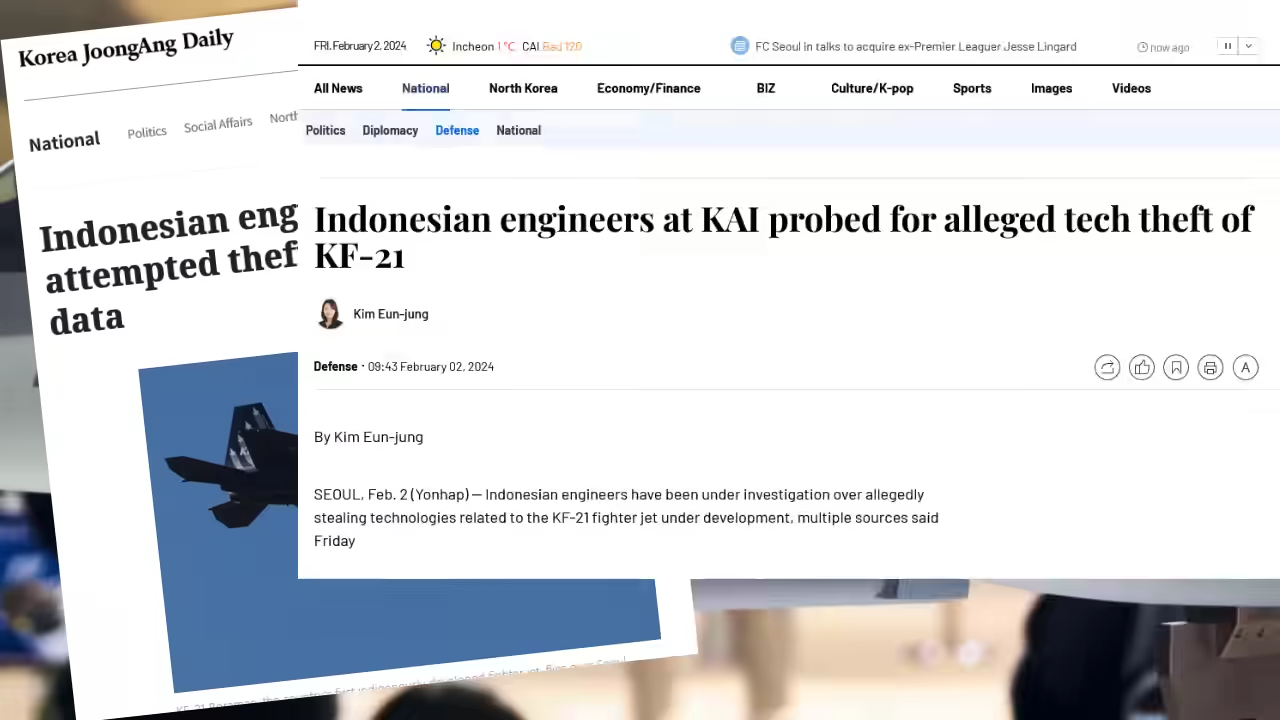 Korea JoongAng Daily
National Politics Social Affairs North
Indonesian eng
attempted thef
data
FRI. February 2, 2024 Incheon 1℃ FC Seoul in talks to acquire ex-Premier Leaguer Jesse Lingard now ago
All News National North Korea Economy/Finance BIZ Culture/K-pop Sports Images Videos
Politics Diplomacy Defense National
Indonesian engineers at KAI probed for alleged tech theft of
KF-21
Kim Eun-jung
Defense · 09:43 February 02, 2024
A
By Kim Eun-jung
SEOUL, Feb. 2 (Yonhap) — Indonesian engineers have been under investigation over allegedly
stealing technologies related to the KF-21 fighter jet under development, multiple sources said
Friday